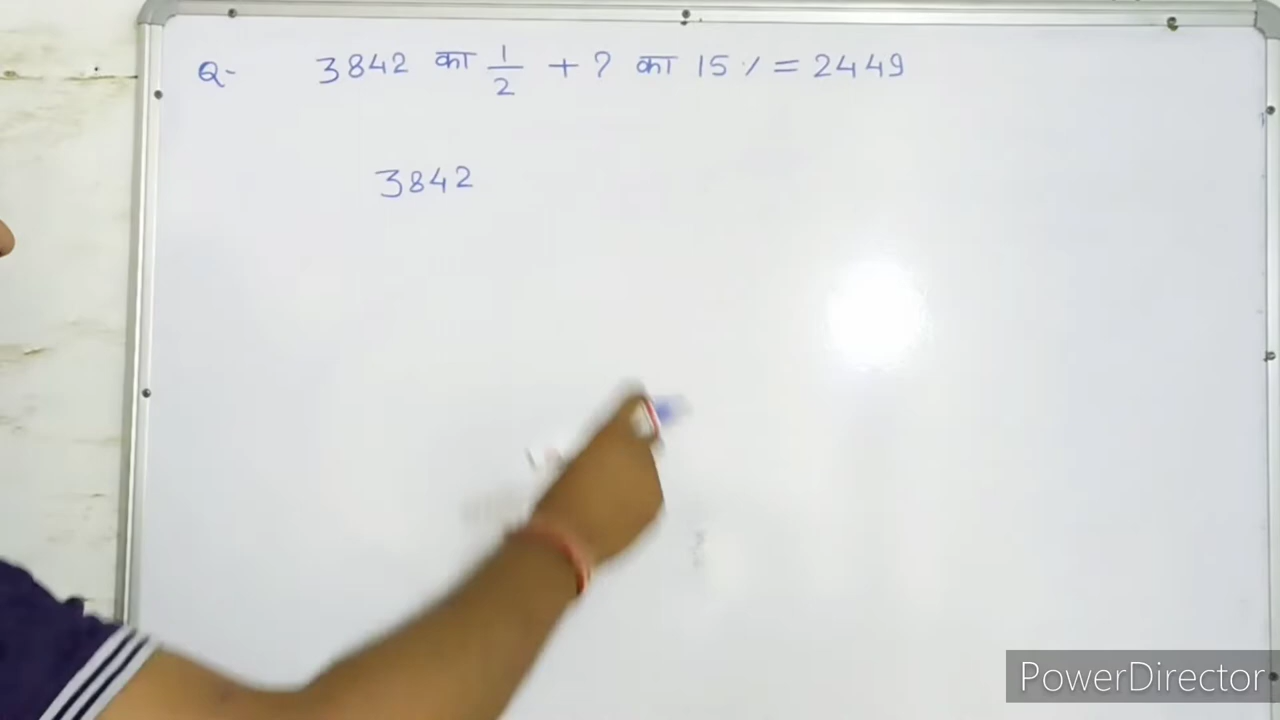 Q- 3842 का 1/2 + ? का 15 % = 2449
3842
PowerDirector